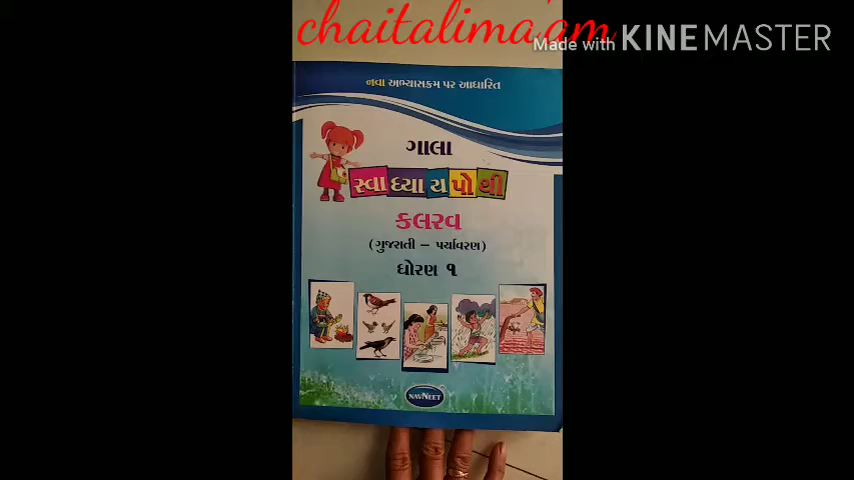 chaitalima'am
Made with KINEMASTER
નવા અભ્યાસક્રમ પર આધારિત
ગાલા
સ્વાધ્યાયપોથી
કલરવ
(ગુજરાતી – પર્યાવરણ)
ધોરણ ૧
NAVNEET